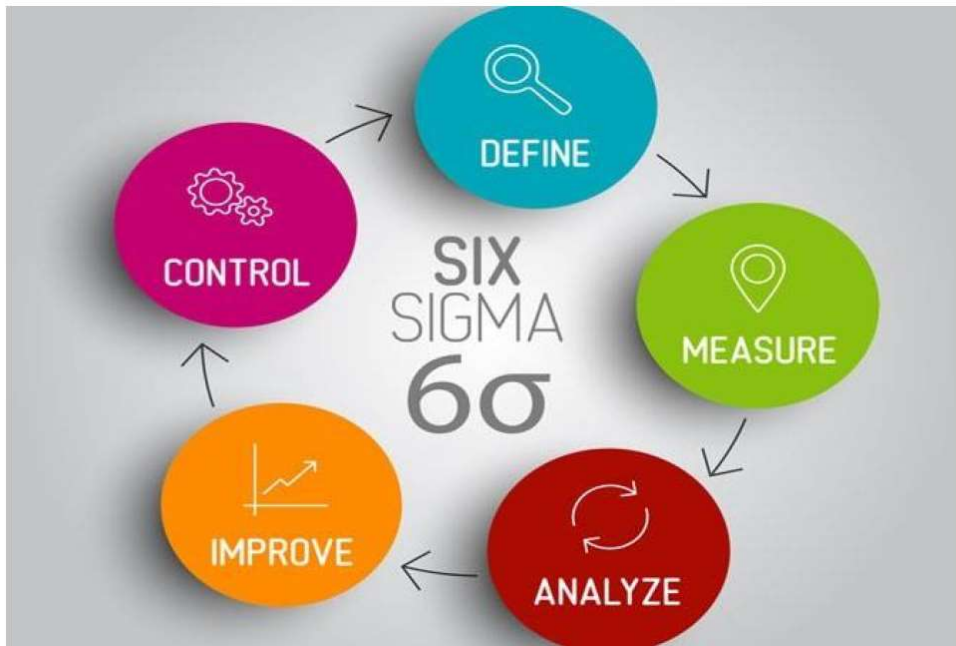 DEFINE
MEASURE
ANALYZE
IMPROVE
CONTROL
SIX
SIGMA
6σ